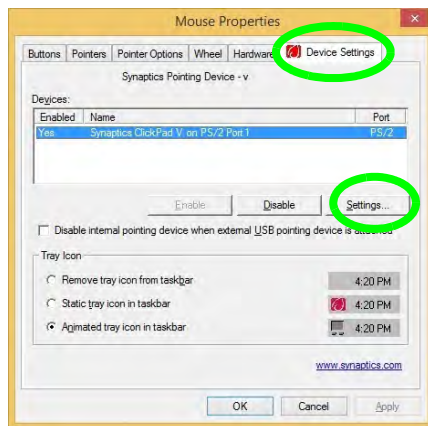 Mouse Properties
Buttons Pointers Pointer Options Wheel Hardware Device Settings
Synaptics Pointing Device - v
Devices:
Enabled Name Port
Yes Synaptics ClickPad V on PS/2 Port 1 PS/2
Enable Disable Settings...
Disable internal pointing device when external USB pointing device is attached
Tray Icon
Remove tray icon from taskbar 4:20 PM
Static tray icon in taskbar 4:20 PM
Animated tray icon in taskbar 4:20 PM
www.synaptics.com
OK Cancel Apply